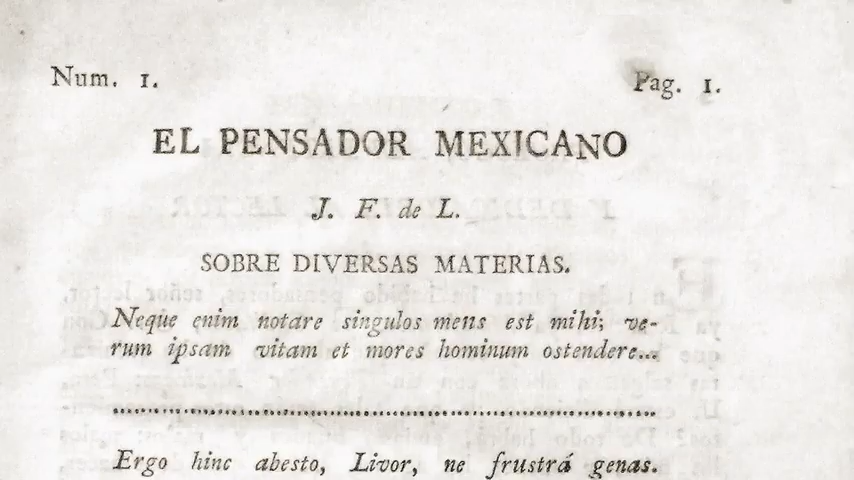 Num. 1. Pag. 1.
EL PENSADOR MEXICANO
J. F. de L.
SOBRE DIVERSAS MATERIAS.
Neque enim notare singulos mens est mihi; ve-
rum ipsam vitam et mores hominum ostendere...
Ergo hinc abesto, Livor, ne frustrá gemas.